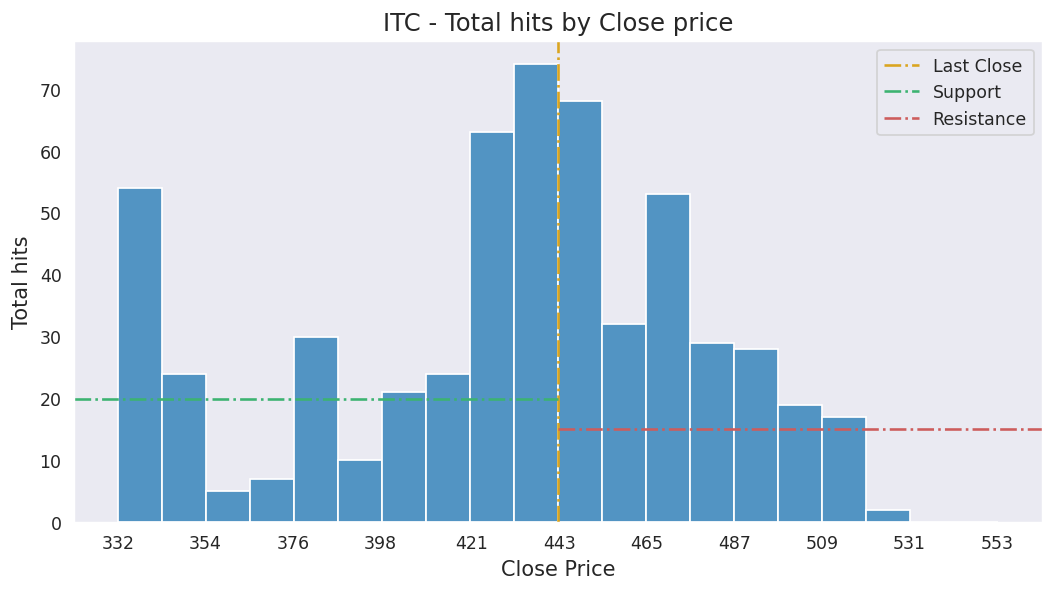 ITC - Total hits by Close price
Last Close
Support
Resistance
Total hits
70
60
50
40
30
20
10
0
332 354 376 398 421 443 465 487 509 531 553
Close Price